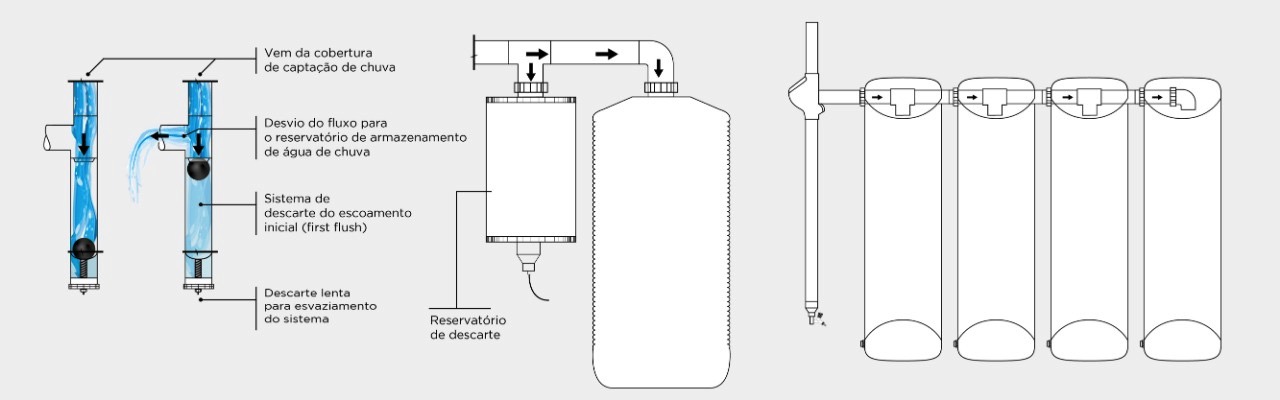 Vem da cobertura
de captação de chuva
Desvio do fluxo para
o reservatório de armazenamento
de água de chuva
Sistema de
descarte do escoamento
inicial (first flush)
Descarte lenta
para esvaziamento
do sistema
Reservatório
de descarte